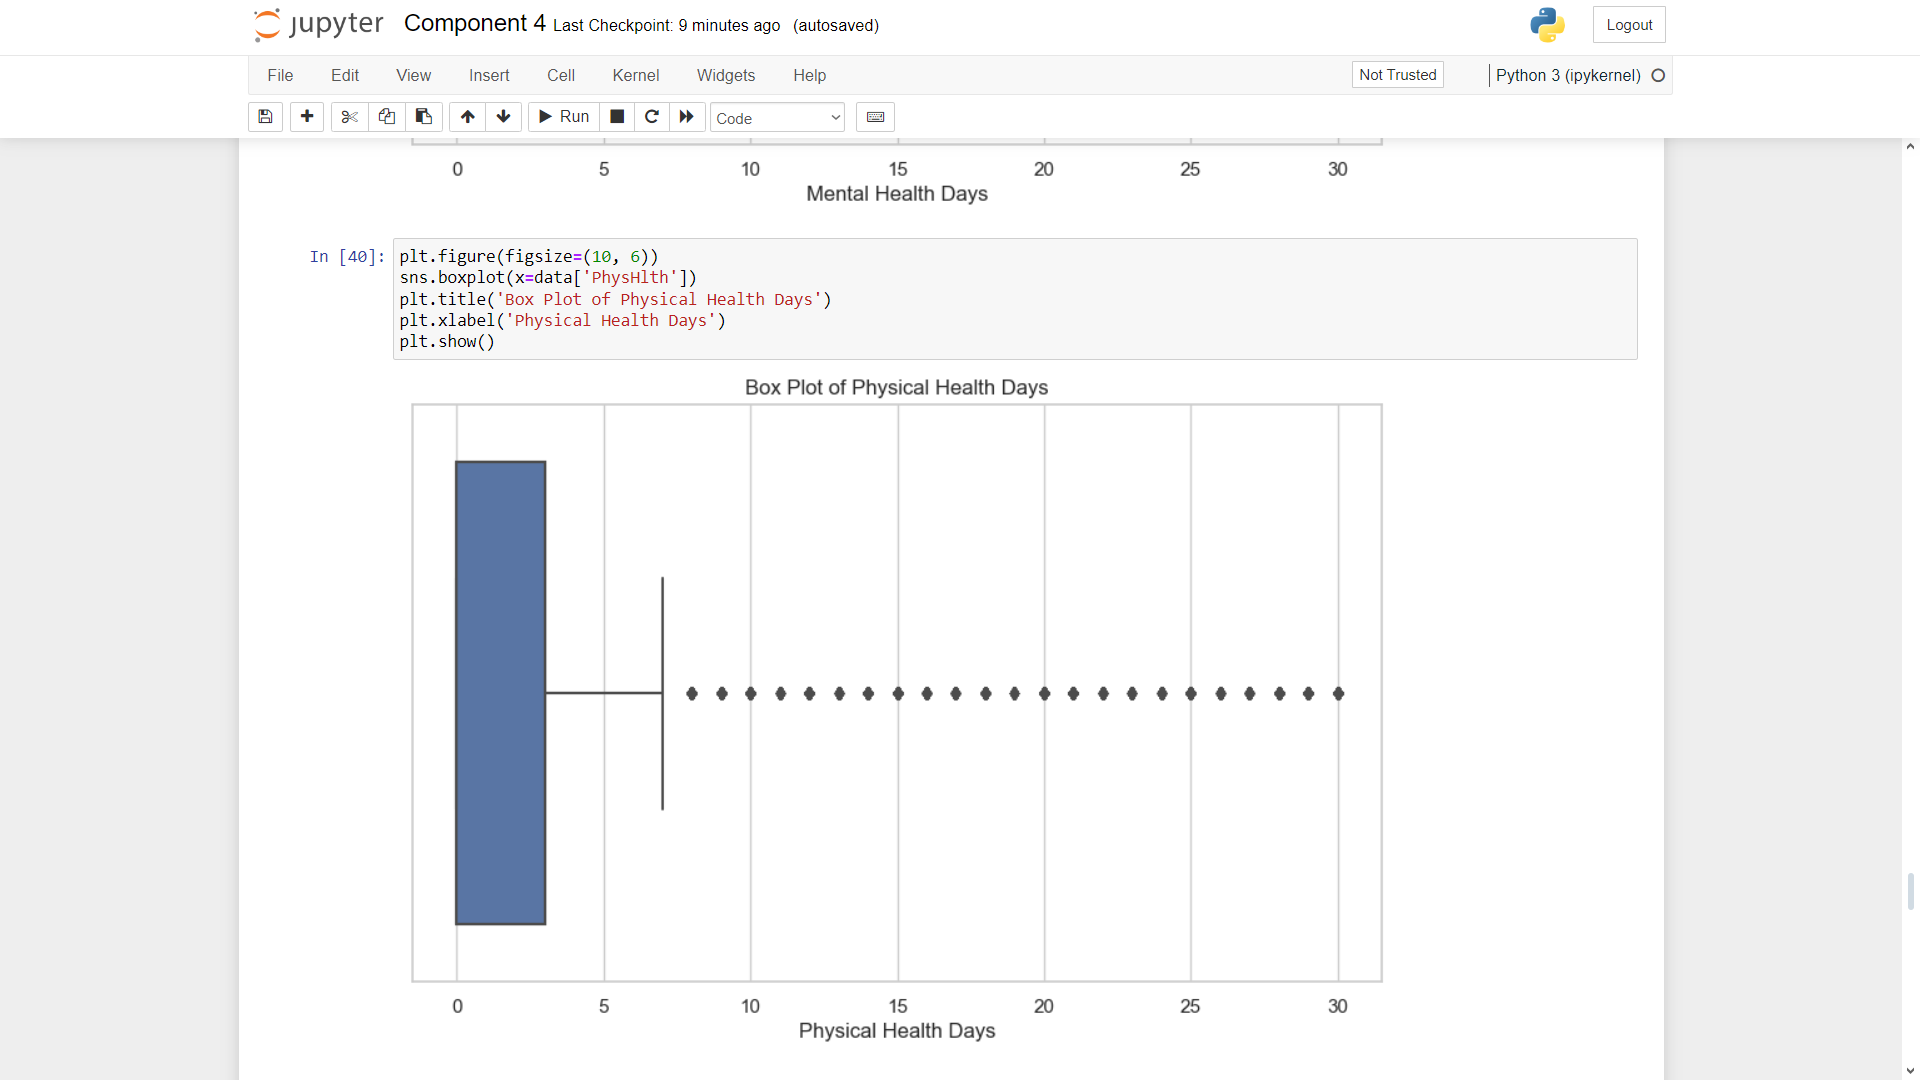 jupyter Component 4 Last Checkpoint: 9 minutes ago (autosaved) Logout
File Edit View Insert Cell Kernel Widgets Help Not Trusted Python 3 (ipykernel)
Run Code
0 5 10 15 20 25 30
Mental Health Days
In [40]: plt.figure(figsize=(10, 6))
sns.boxplot(x=data['PhysHlth'])
plt.title('Box Plot of Physical Health Days')
plt.xlabel('Physical Health Days')
plt.show()
Box Plot of Physical Health Days
0 5 10 15 20 25 30
Physical Health Days